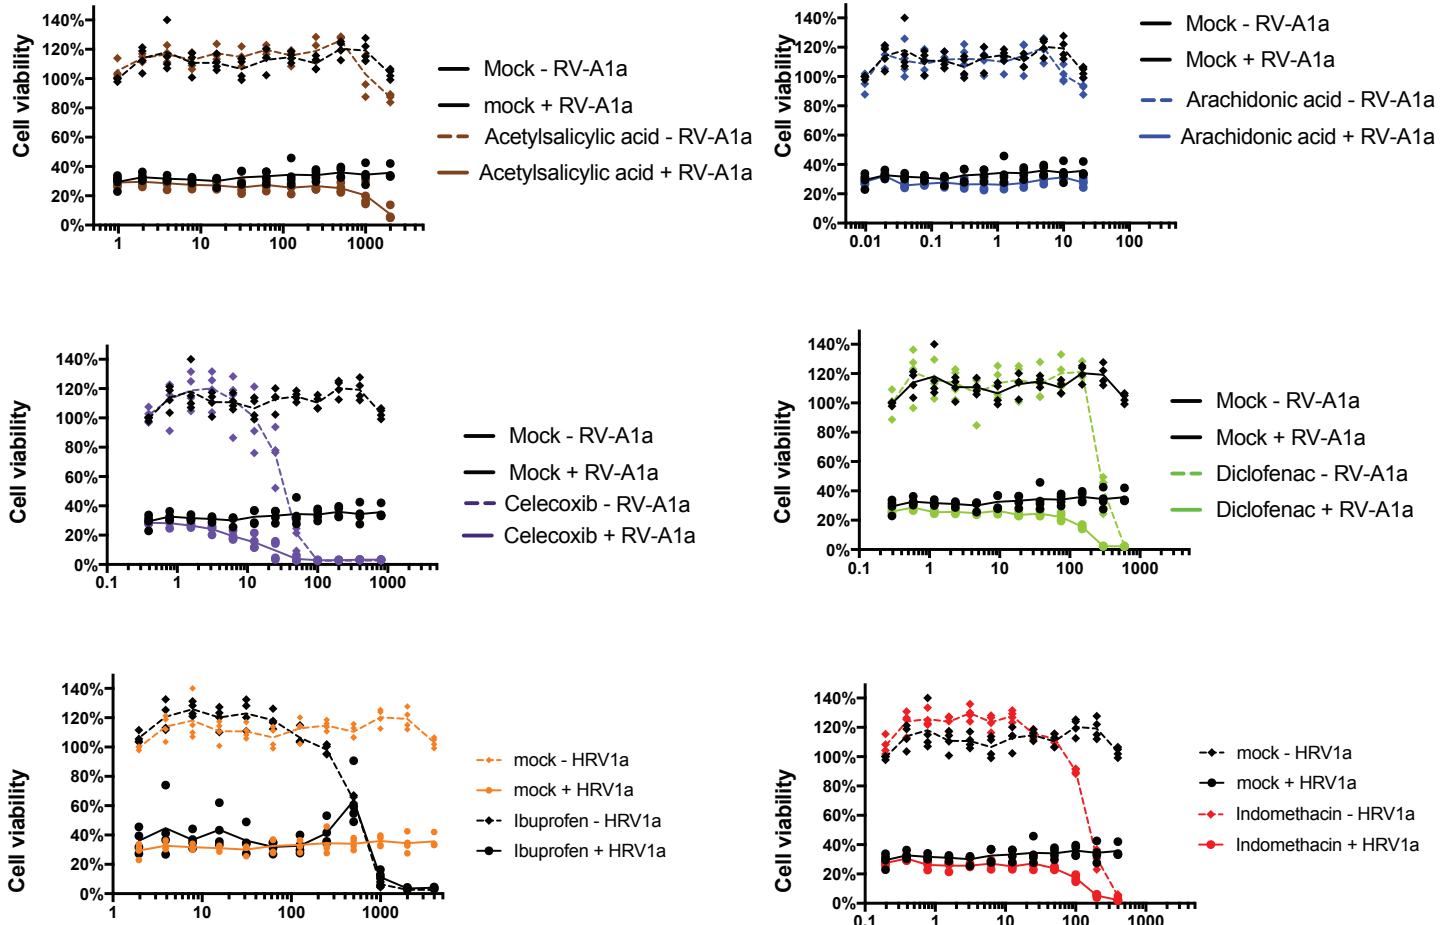 140%
120%
100%
80%
60%
40%
20%
0%
Cell viability
1
10
100
1000
Mock - RV-A1a
mock + RV-A1a
Acetylsalicylic acid - RV-A1a
Acetylsalicylic acid + RV-A1a
140%
120%
100%
80%
60%
40%
20%
0%
Cell viability
0.01
0.1
1
10
100
Mock - RV-A1a
Mock + RV-A1a
Arachidonic acid - RV-A1a
Arachidonic acid + RV-A1a
140%
120%
100%
80%
60%
40%
20%
0%
Cell viability
0.1
1
10
100
1000
Mock - RV-A1a
Mock + RV-A1a
Celecoxib - RV-A1a
Celecoxib + RV-A1a
140%
120%
100%
80%
60%
40%
20%
0%
Cell viability
0.1
1
10
100
1000
Mock - RV-A1a
Mock + RV-A1a
Diclofenac - RV-A1a
Diclofenac + RV-A1a
140%
120%
100%
80%
60%
40%
20%
0%
Cell viability
1
10
100
1000
mock - HRV1a
mock + HRV1a
Ibuprofen - HRV1a
Ibuprofen + HRV1a
140%
120%
100%
80%
60%
40%
20%
0%
Cell viability
0.1
1
10
100
1000
mock - HRV1a
mock + HRV1a
Indomethacin - HRV1a
Indomethacin + HRV1a